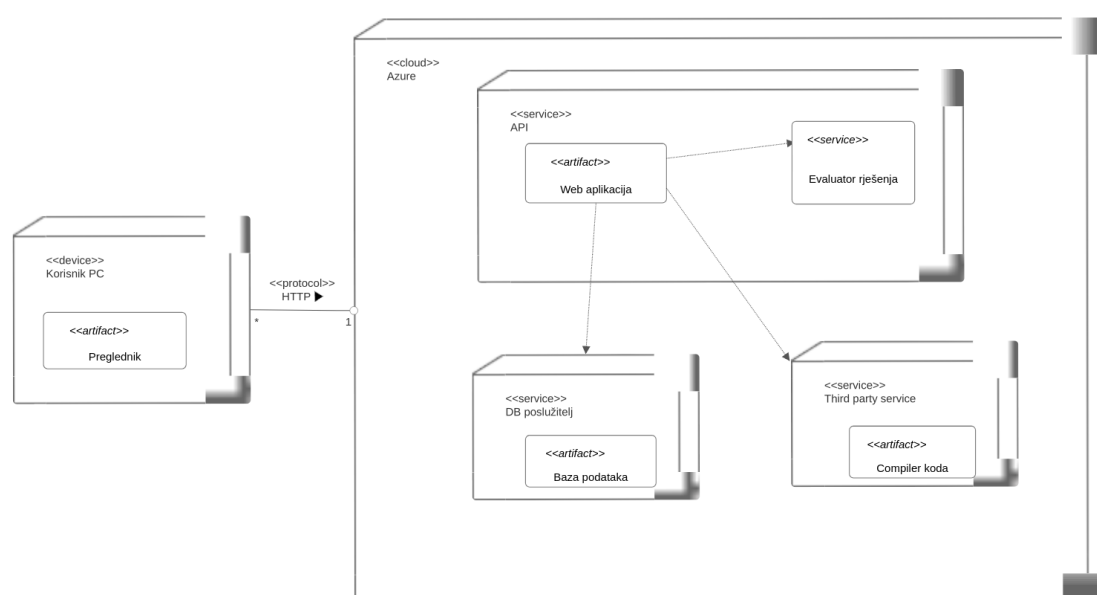 <<cloud>>
Azure
<<service>>
API
<<artifact>>
Web aplikacija
<<service>>
Evaluator rješenja
<<device>>
Korisnik PC
<<artifact>>
Preglednik
<<protocol>>
HTTP
*
1
<<service>>
DB poslužitelj
<<artifact>>
Baza podataka
<<service>>
Third party service
<<artifact>>
Compiler koda